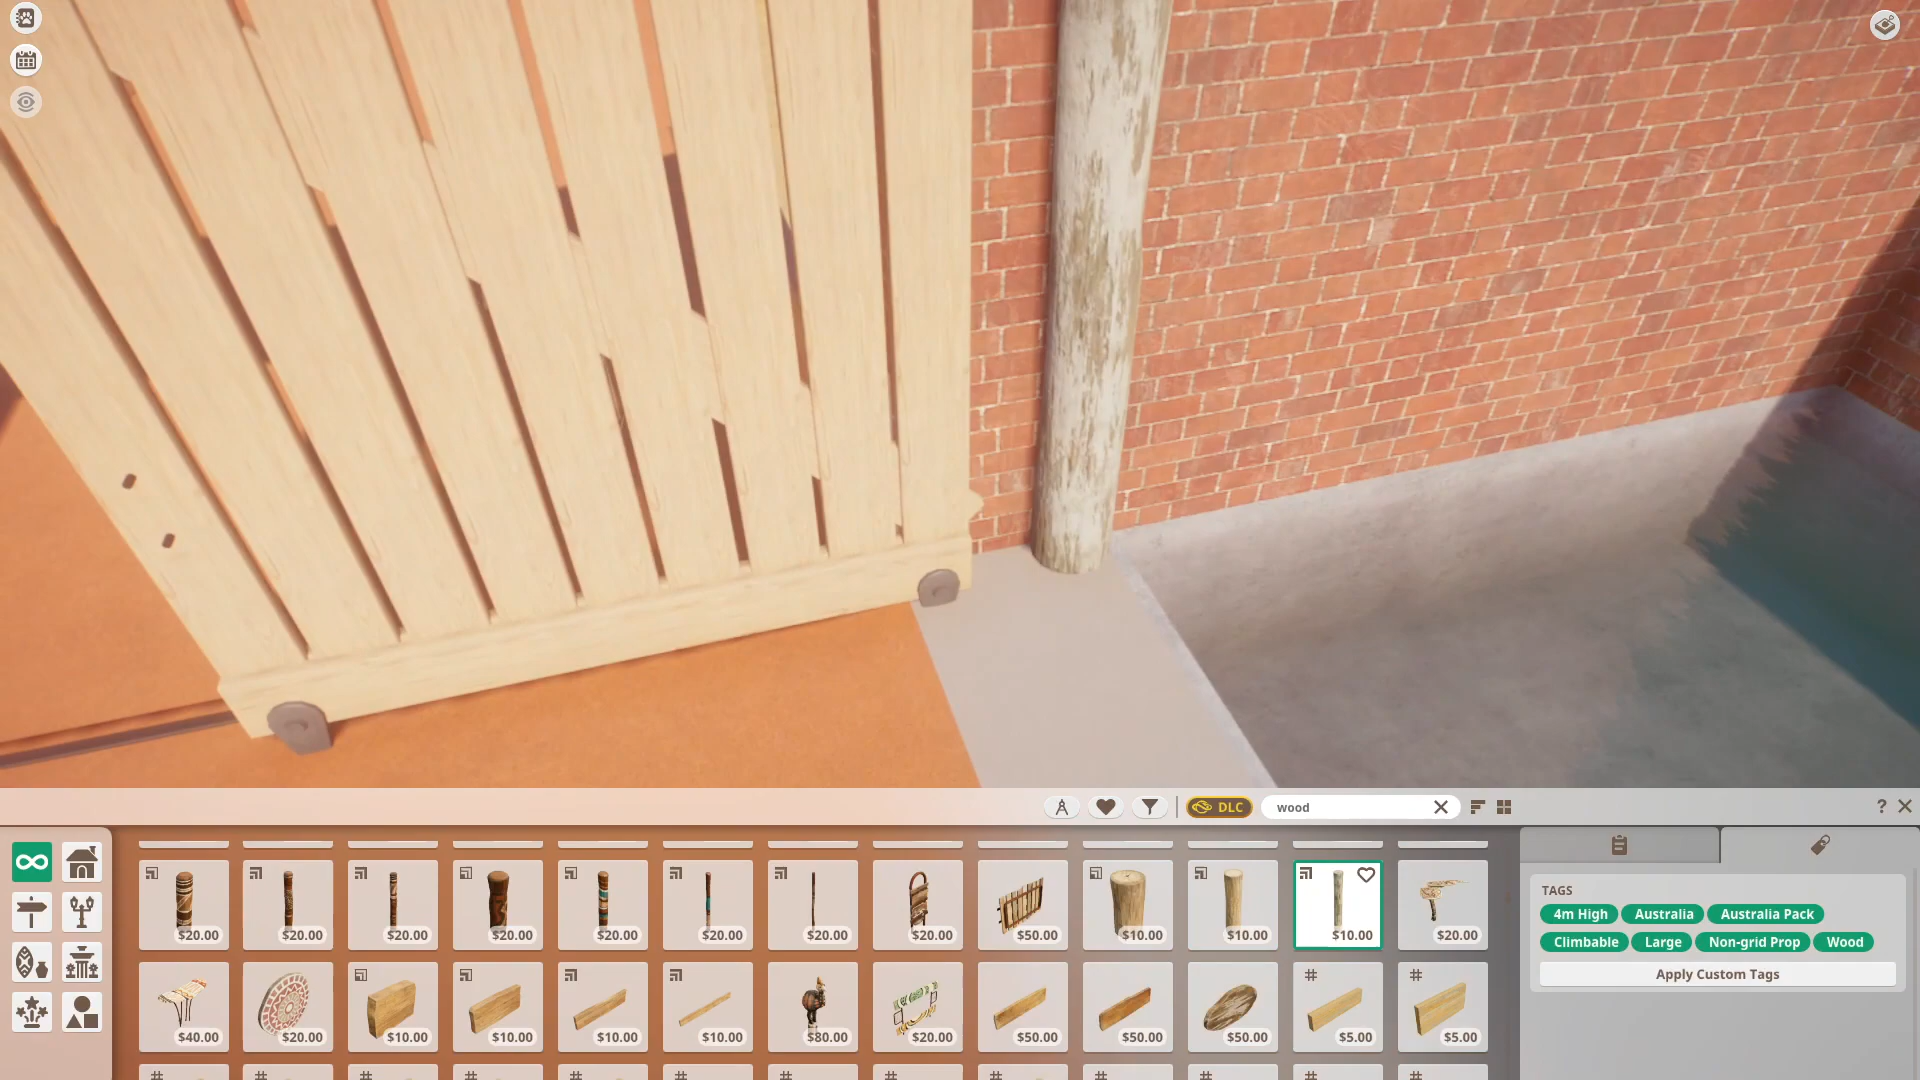 DLC wood
?
$20.00 $20.00 $20.00 $20.00 $20.00 $20.00 $20.00 $20.00 $50.00 $10.00 $10.00 $10.00 $20.00
$40.00 $20.00 $10.00 $10.00 $10.00 $10.00 $80.00 $20.00 $50.00 $50.00 $50.00 $5.00 $5.00
TAGS
4m High Australia Australia Pack
Climbable Large Non-grid Prop Wood
Apply Custom Tags